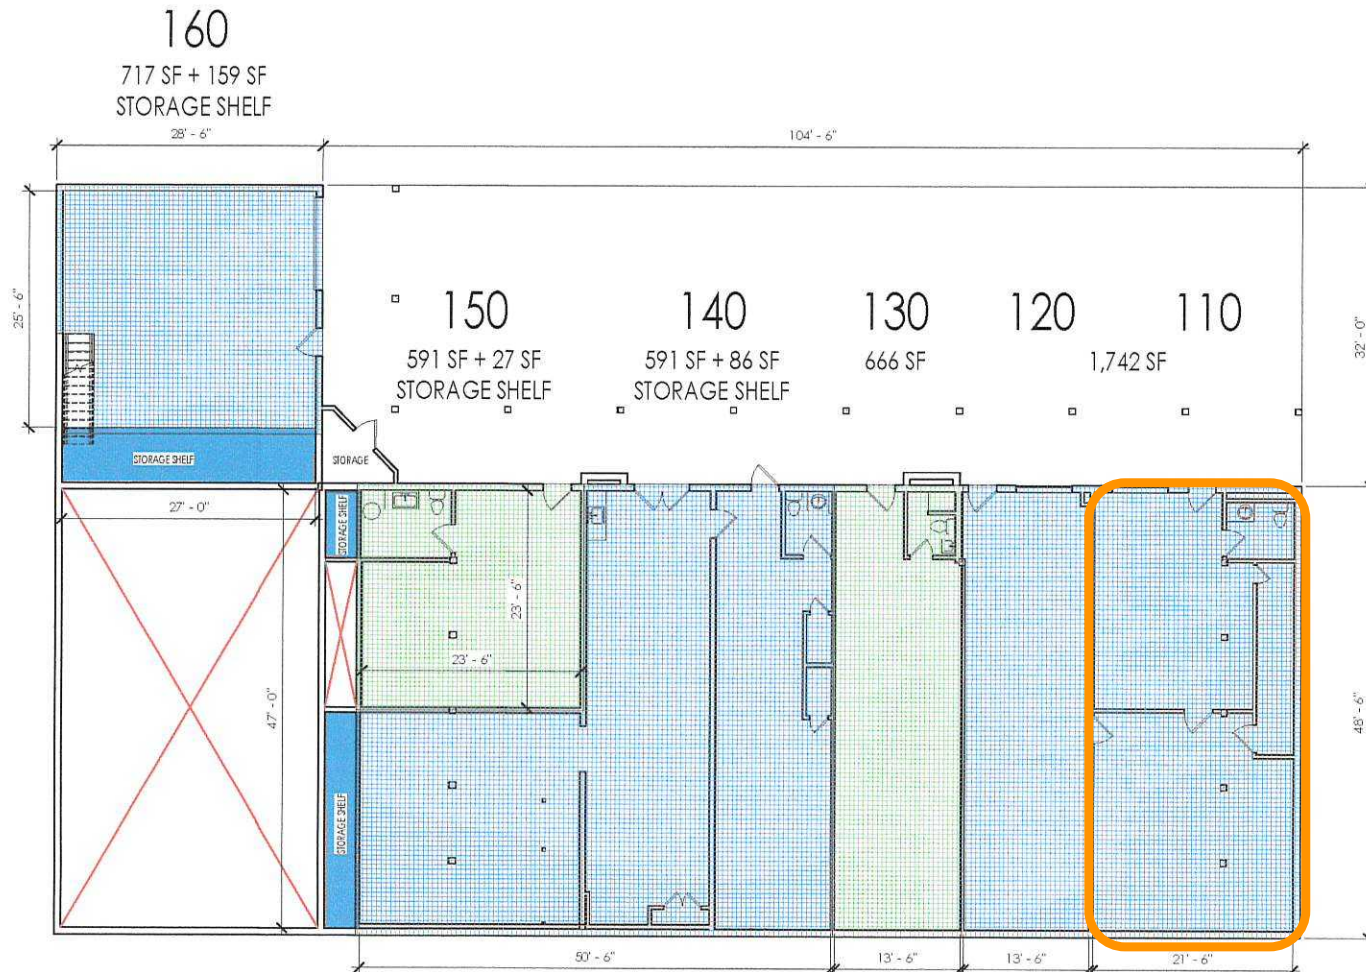 160
717 SF + 159 SF
STORAGE SHELF
28' - 6"
104' - 6"
25' - 6"
32' - 0"
150
591 SF + 27 SF
STORAGE SHELF
140
591 SF + 86 SF
STORAGE SHELF
130
666 SF
120
110
1,742 SF
STORAGE SHELF
STORAGE
27' - 0"
STORAGE SHELF
23' - 6"
23' - 6"
47' - 0"
48' - 6"
STORAGE SHELF
50' - 6"
13' - 6"
13' - 6"
21' - 6"